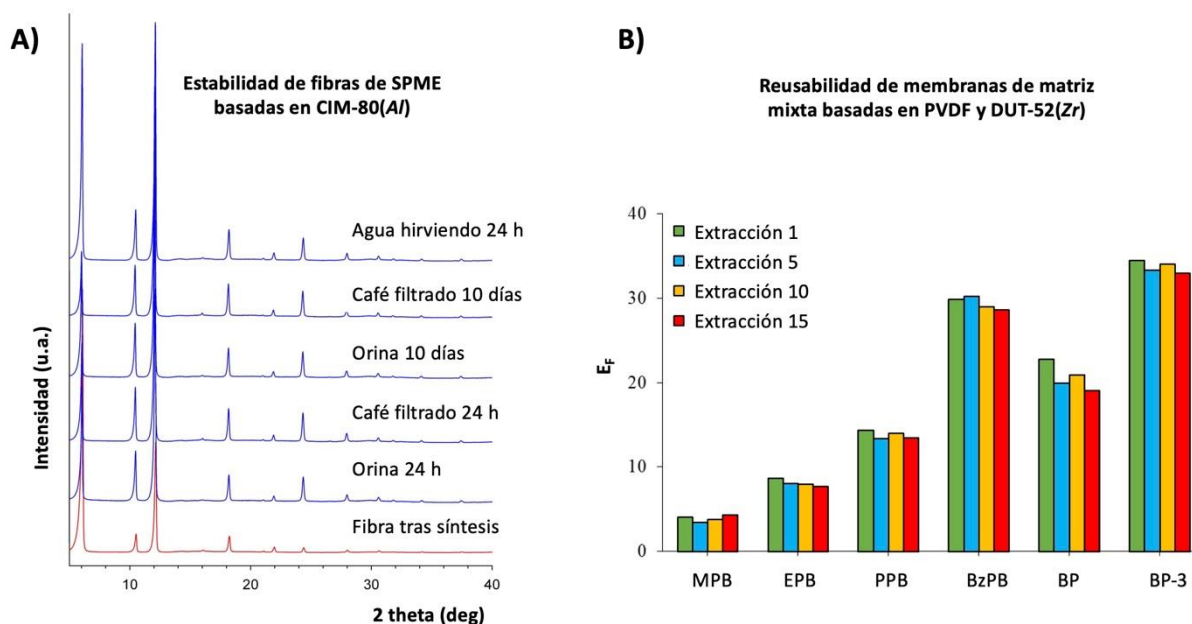 A)
Estabilidad de fibras de SPME
basadas en CIM-80(Al)
Agua hirviendo 24 h
Café filtrado 10 días
Orina 10 días
Café filtrado 24 h
Orina 24 h
Fibra tras síntesis
Intensidad (u.a.)
10 20 30 40
2 theta (deg)
B)
Reusabilidad de membranas de matriz
mixta basadas en PVDF y DUT-52(Zr)
40
30
20
10
0
EF
Extracción 1
Extracción 5
Extracción 10
Extracción 15
MPB EPB PPB BzPB BP BP-3